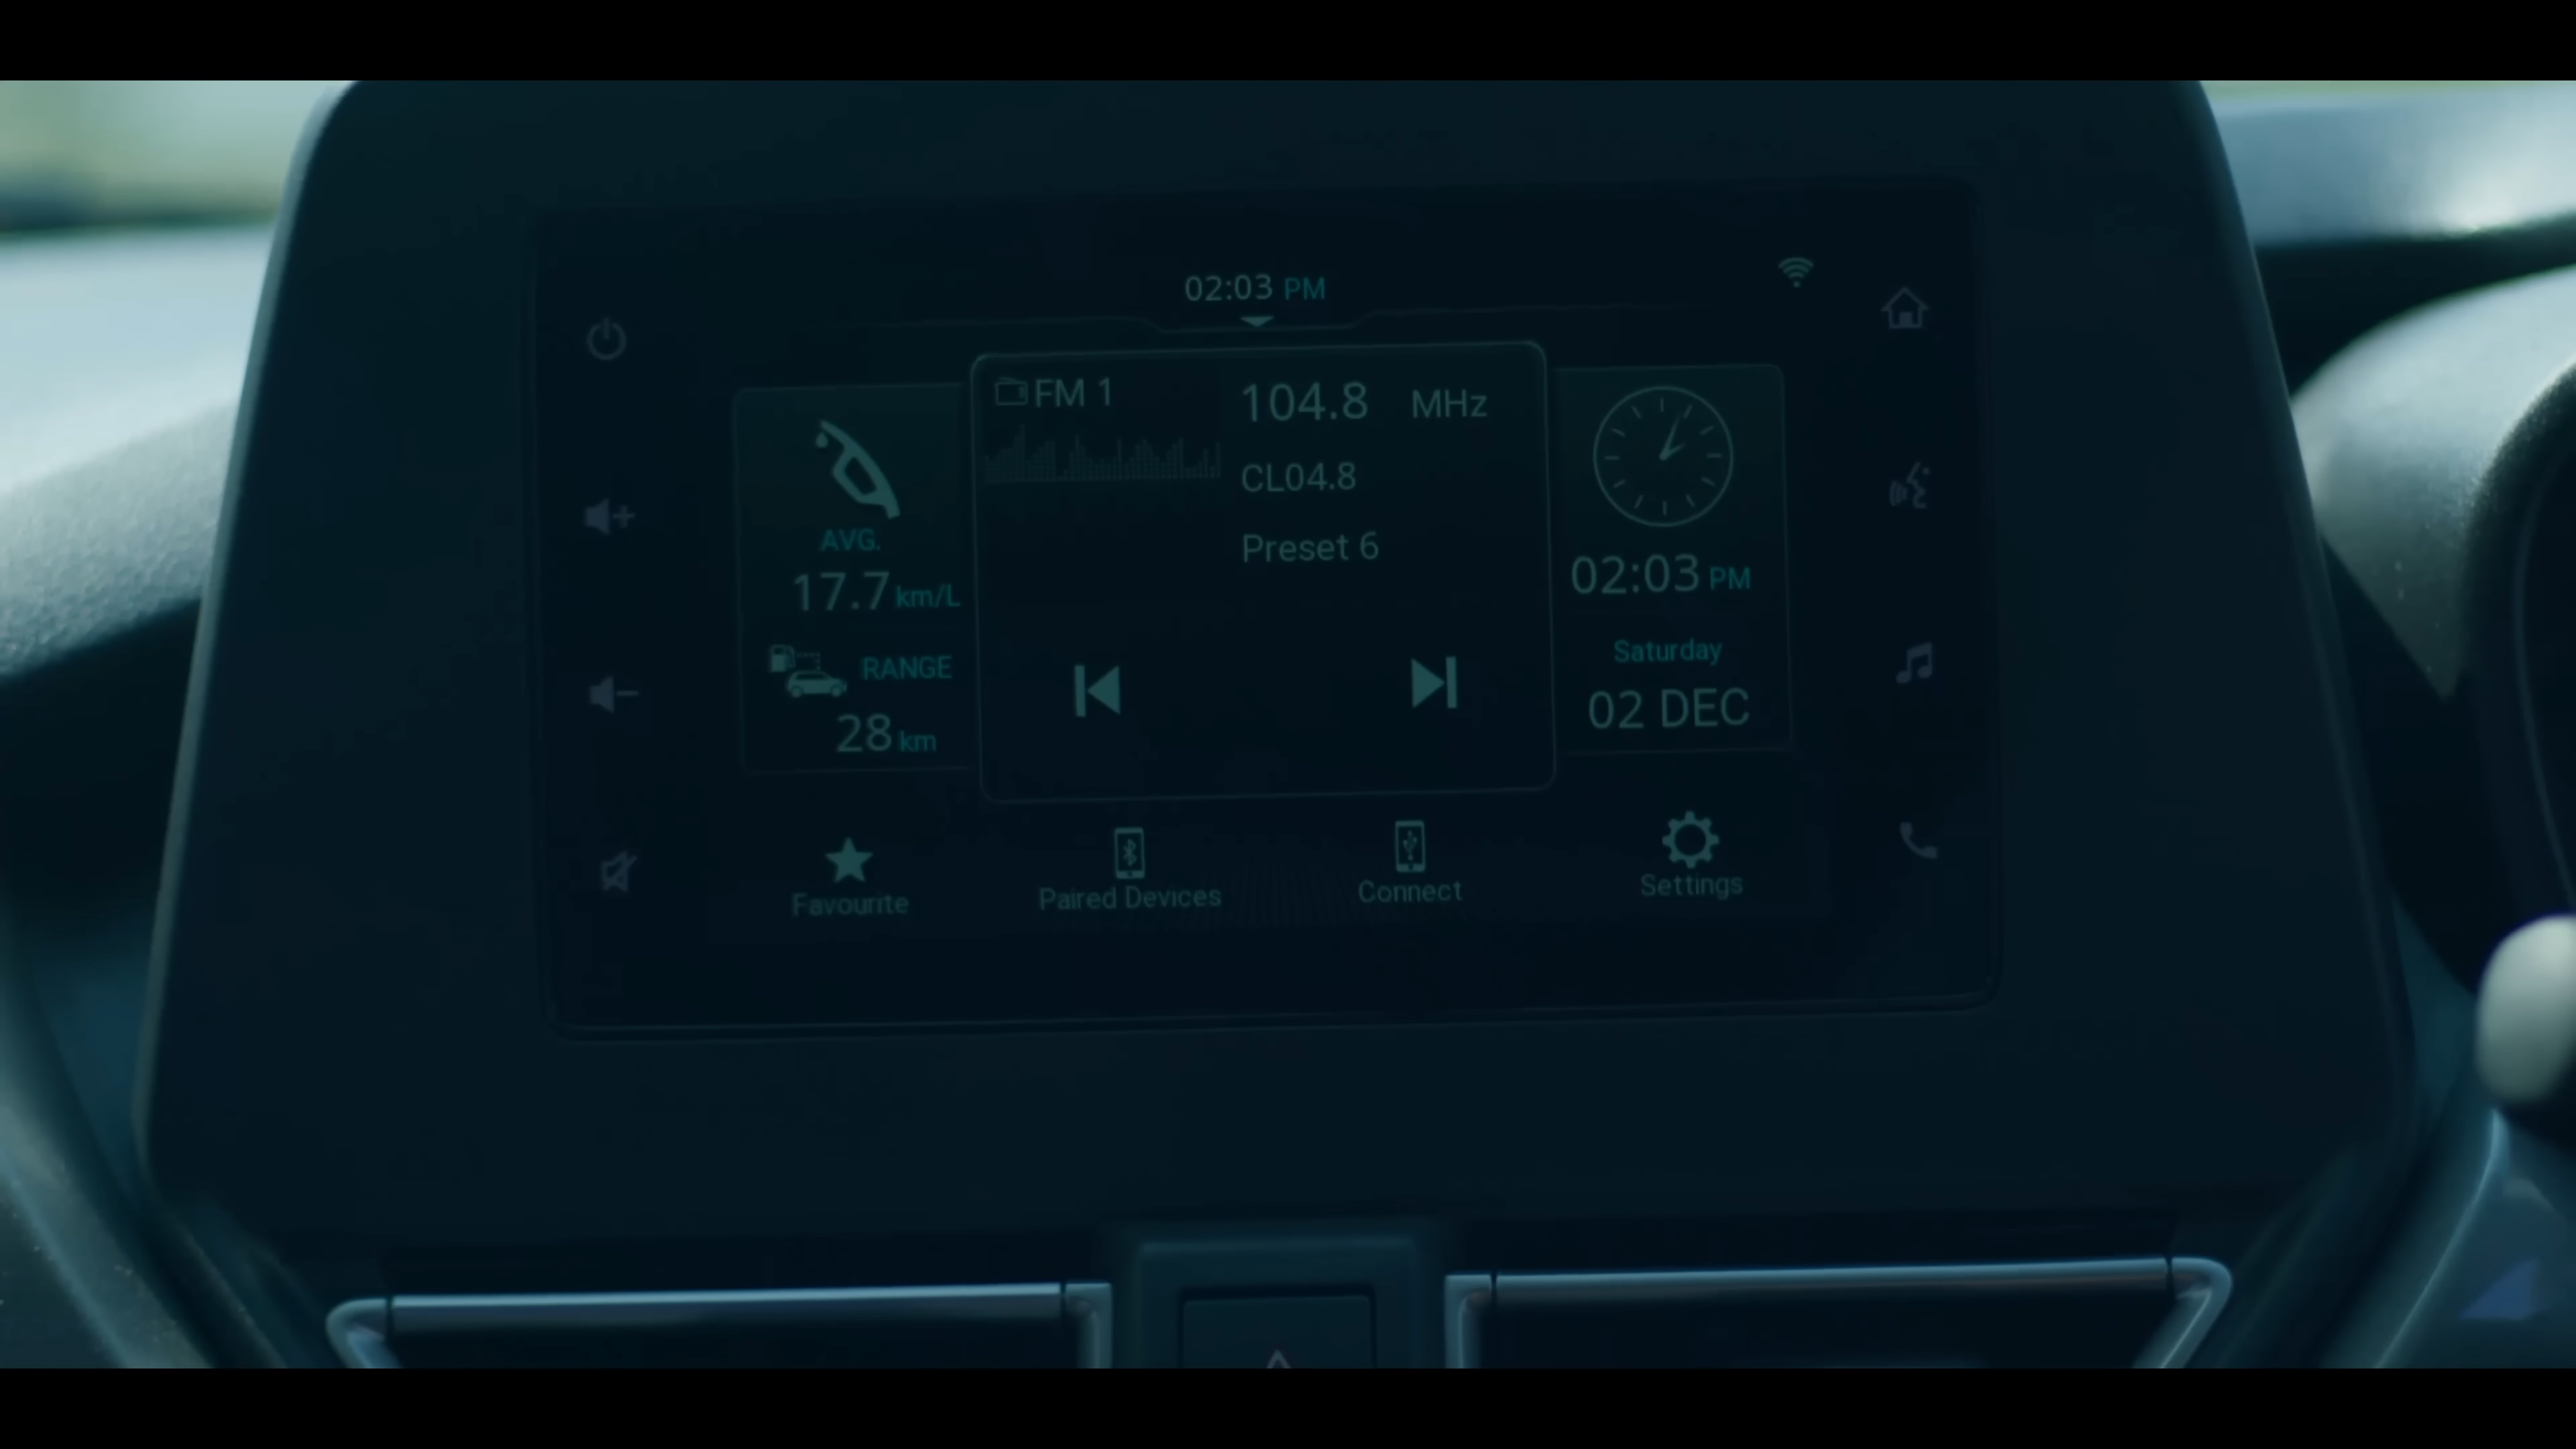 02:03 PM
FM 1
104.8 MHz
CL04.8
Preset 6
AVG.
17.7 km/L
RANGE
28 km
02:03 PM
Saturday
02 DEC
Favourite
Paired Devices
Connect
Settings